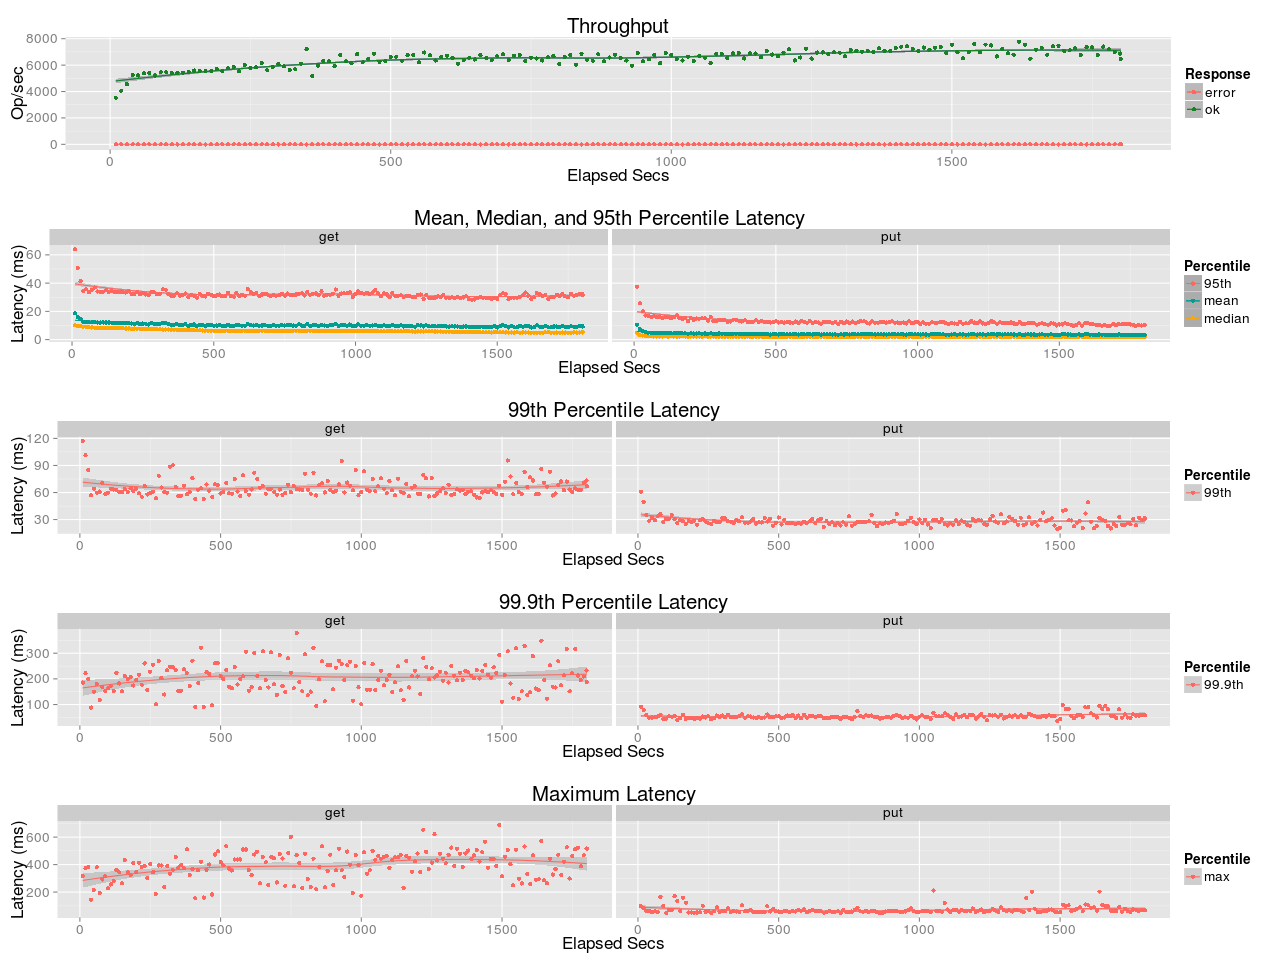 Throughput
8000
6000
4000
2000
0
Op/sec
0 500 1000 1500
Elapsed Secs
Response
error
ok
Mean, Median, and 95th Percentile Latency
get put
60
40
20
0
Latency (ms)
0 500 1000 1500 0 500 1000 1500
Elapsed Secs
Percentile
95th
mean
median
99th Percentile Latency
get put
120
90
60
30
Latency (ms)
0 500 1000 1500 0 500 1000 1500
Elapsed Secs
Percentile
99th
99.9th Percentile Latency
get put
300
200
100
Latency (ms)
0 500 1000 1500 0 500 1000 1500
Elapsed Secs
Percentile
99.9th
Maximum Latency
get put
600
400
200
Latency (ms)
0 500 1000 1500 0 500 1000 1500
Elapsed Secs
Percentile
max